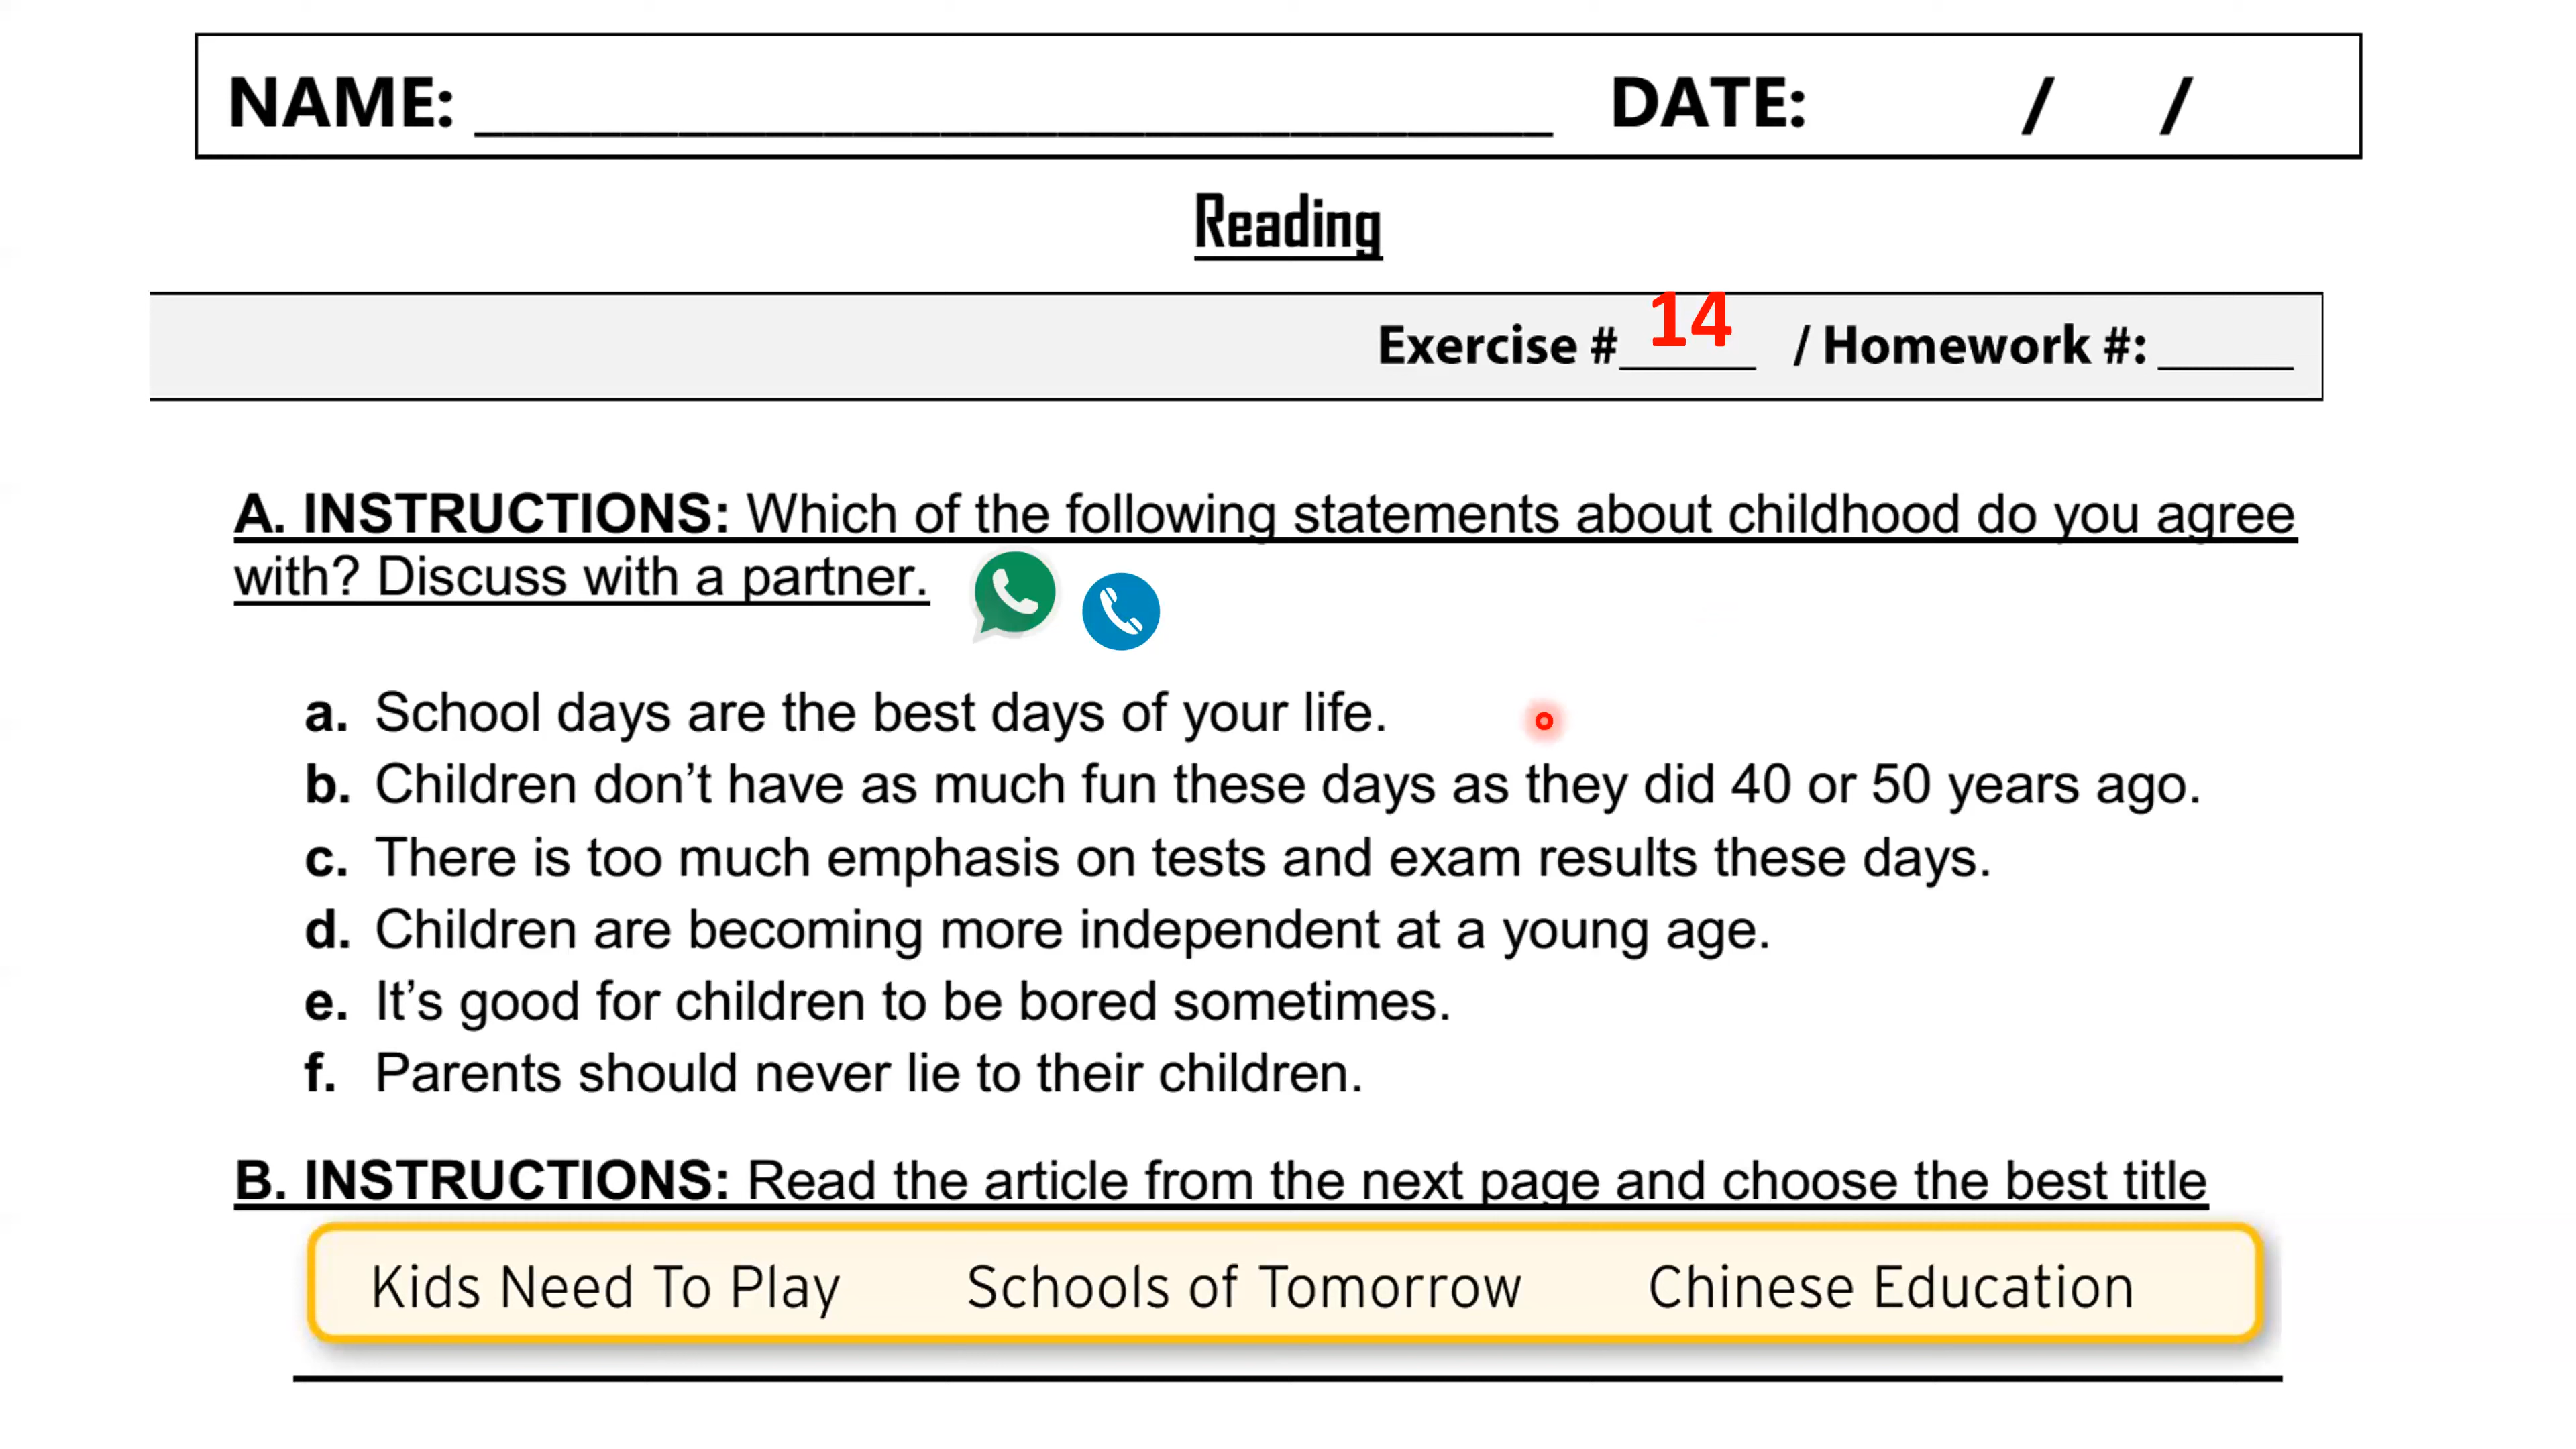 NAME: ______________________________ DATE: / /
Reading
Exercise # 14 / Homework #: _____
A. INSTRUCTIONS: Which of the following statements about childhood do you agree
with? Discuss with a partner.
a. School days are the best days of your life.
b. Children don’t have as much fun these days as they did 40 or 50 years ago.
c. There is too much emphasis on tests and exam results these days.
d. Children are becoming more independent at a young age.
e. It’s good for children to be bored sometimes.
f. Parents should never lie to their children.
B. INSTRUCTIONS: Read the article from the next page and choose the best title
Kids Need To Play Schools of Tomorrow Chinese Education